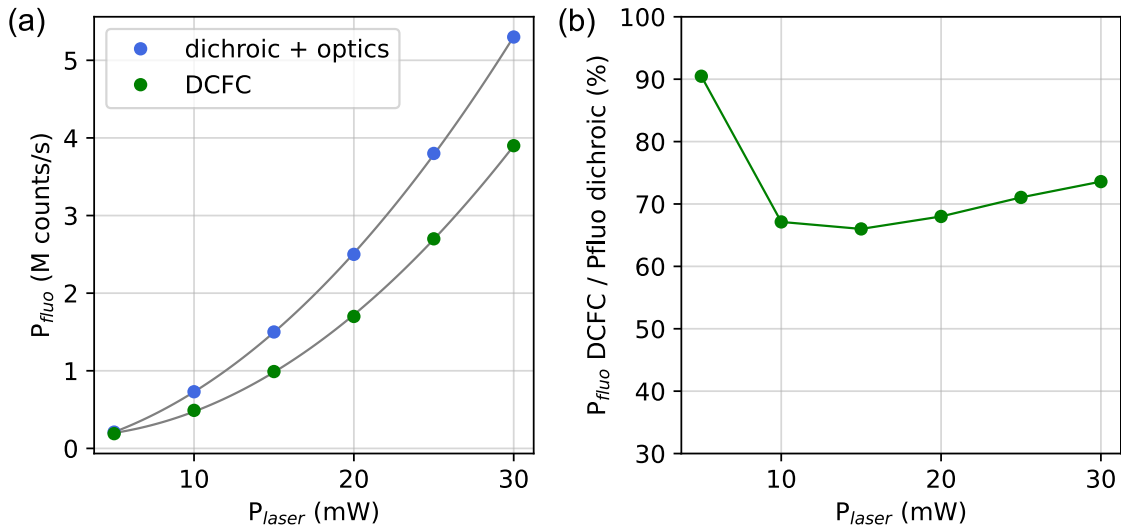 (a)
P_fluo (M counts/s)
5
4
3
2
1
0
dichroic + optics
DCFC
10
20
30
P_laser (mW)
(b)
P_fluo DCFC / Pfluo dichroic (%)
100
90
80
70
60
50
40
30
10
20
30
P_laser (mW)